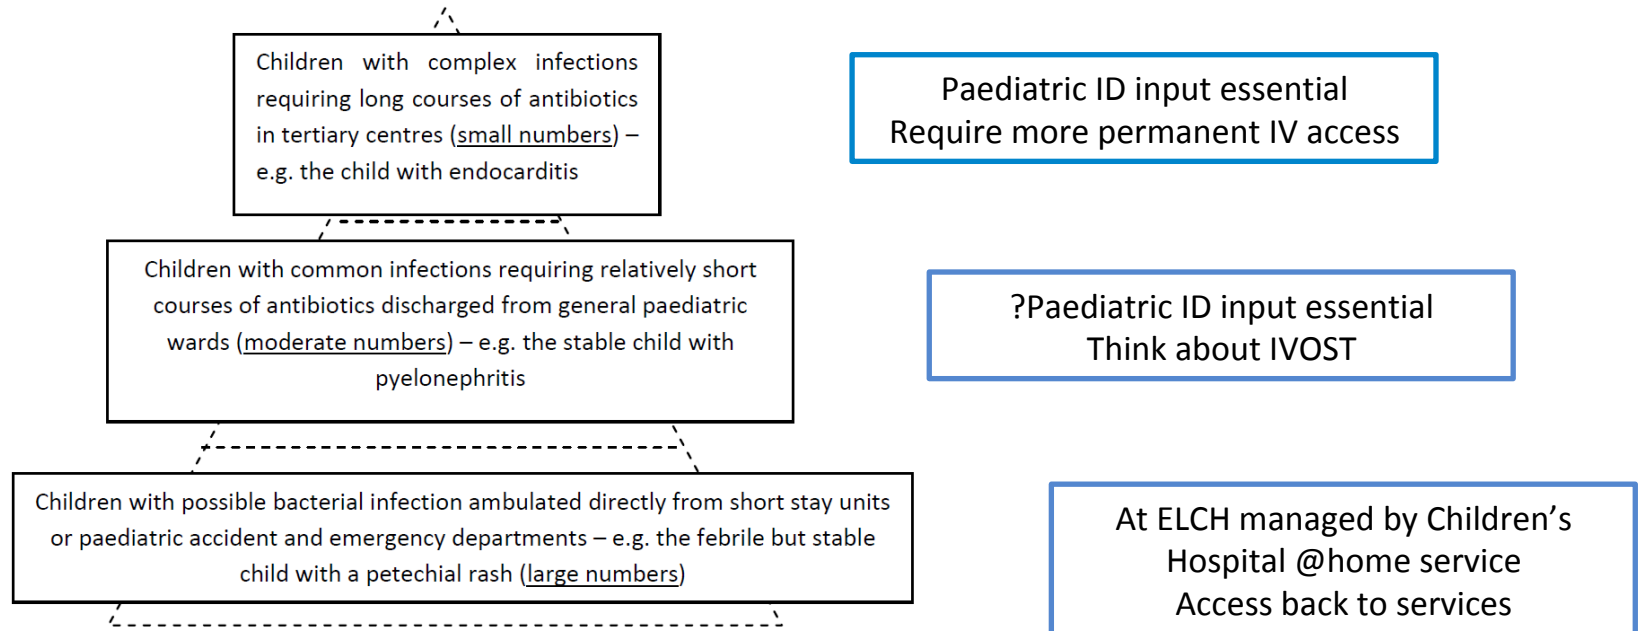 Children with complex infections
requiring long courses of antibiotics
in tertiary centres (small numbers) –
e.g. the child with endocarditis
Paediatric ID input essential
Require more permanent IV access
Children with common infections requiring relatively short
courses of antibiotics discharged from general paediatric
wards (moderate numbers) – e.g. the stable child with
pyelonephritis
?Paediatric ID input essential
Think about IVOST
Children with possible bacterial infection ambulated directly from short stay units
or paediatric accident and emergency departments – e.g. the febrile but stable
child with a petechial rash (large numbers)
At ELCH managed by Children’s
Hospital @home service
Access back to services